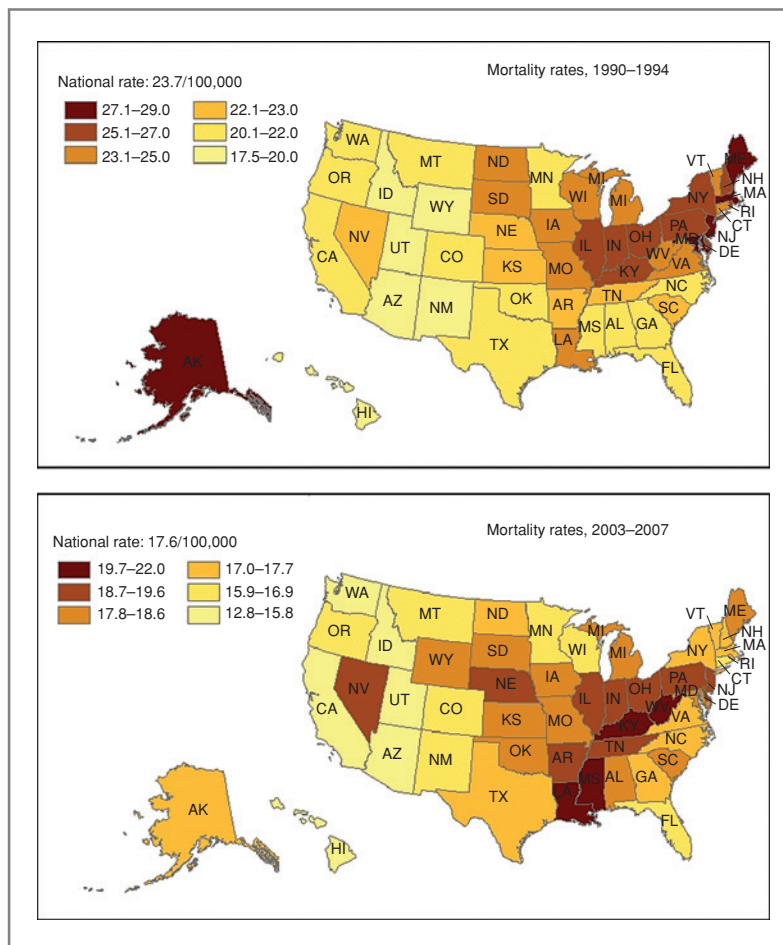 Mortality rates, 1990–1994
National rate: 23.7/100,000
27.1–29.0
22.1–23.0
25.1–27.0
20.1–22.0
23.1–25.0
17.5–20.0
WA
MT
ND
MN
OR
ID
WY
SD
WI
MI
MI
VT
ME
NH
MA
RI
CT
NY
NV
UT
CO
NE
IA
IL
IN
OH
PA
NJ
MD
DE
CA
KS
MO
KY
WV
VA
AZ
NM
OK
AR
TN
NC
SC
TX
LA
MS
AL
GA
FL
AK
HI
Mortality rates, 2003–2007
National rate: 17.6/100,000
19.7–22.0
17.0–17.7
18.7–19.6
15.9–16.9
17.8–18.6
12.8–15.8
WA
MT
ND
MN
OR
ID
WY
SD
WI
MI
MI
VT
ME
NH
MA
RI
CT
NY
NV
UT
CO
NE
IA
IL
IN
OH
PA
NJ
MD
DE
CA
KS
MO
KY
WV
VA
AZ
NM
OK
AR
TN
NC
SC
TX
LA
MS
AL
GA
FL
AK
HI